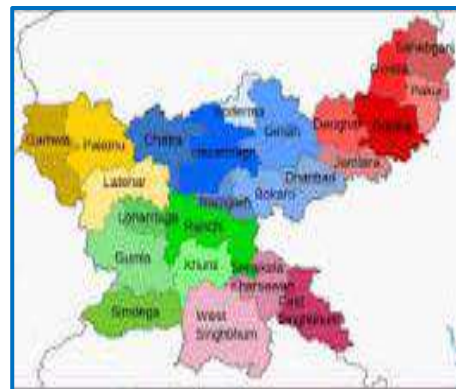 Sahebganj
Godda
Pakur
Koderma
Garhwa
Palamu
Chatra
Hazaribagh
Giridih
Deoghar
Dumka
Jamtara
Dhanbad
Latehar
Ramgarh
Bokaro
Lohardaga
Ranchi
Gumla
Khunti
Seraikela
Kharsawan
Simdega
West
Singhbhum
East
Singhbhum